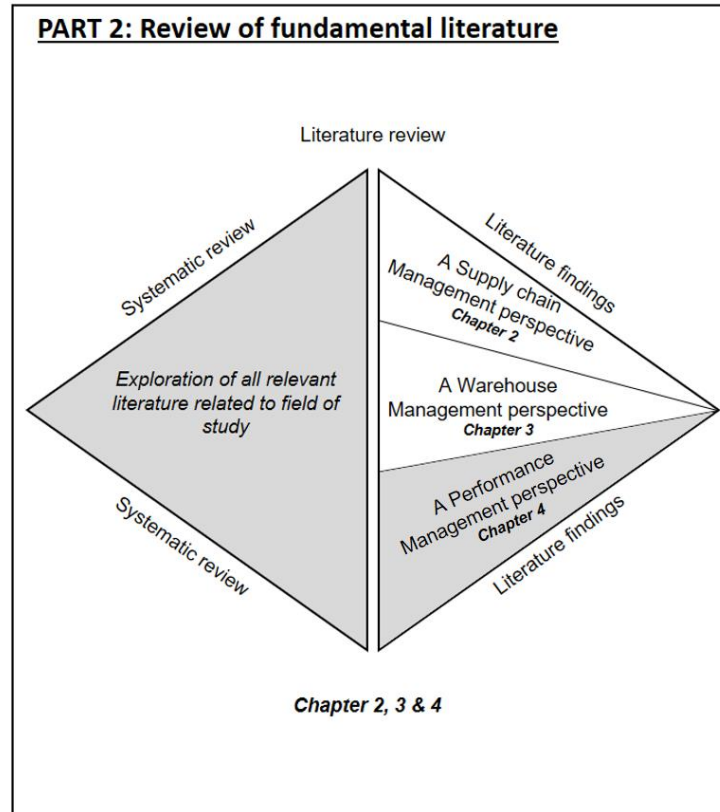 PART 2: Review of fundamental literature
Literature review
Systematic review
Literature findings
A Supply chain
Management perspective
Chapter 2
Exploration of all relevant
literature related to field of
study
A Warehouse
Management perspective
Chapter 3
A Performance
Management perspective
Chapter 4
Systematic review
Literature findings
Chapter 2, 3 & 4